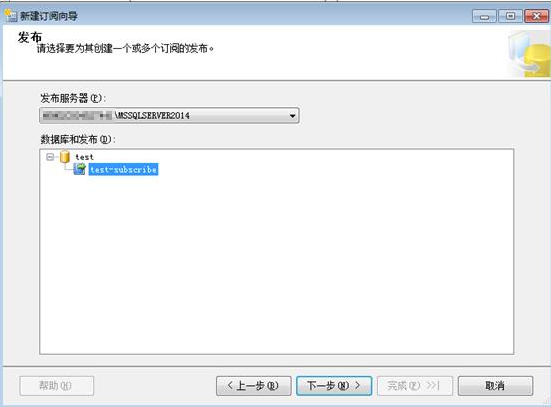 新建订阅向导
发布
请选择要为其创建一个或多个订阅的发布。
发布服务器(P):
\MSSQLSERVER2014
数据库和发布(D):
test
test-subscribe
帮助(H)
< 上一步(B)
下一步(N) >
完成(F) >>|
取消